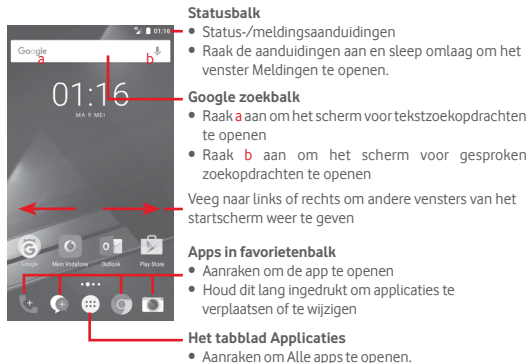 Statusbalk
• Status-/meldingsaanduidingen
• Raak de aanduidingen aan en sleep omlaag om het
venster Meldingen te openen.
Google zoekbalk
• Raak a aan om het scherm voor tekstzoekopdrachten
te openen
• Raak b aan om het scherm voor gesproken
zoekopdrachten te openen
Veeg naar links of rechts om andere vensters van het
startscherm weer te geven
Apps in favorietenbalk
• Aanraken om de app te openen
• Houd dit lang ingedrukt om applicaties te
verplaatsen of te wijzigen
Het tabblad Applicaties
• Aanraken om Alle apps te openen.
01:16
Google
a
b
01:16
MA 9 MEI
Google
Mein Vodafone
Outlook
Play Store